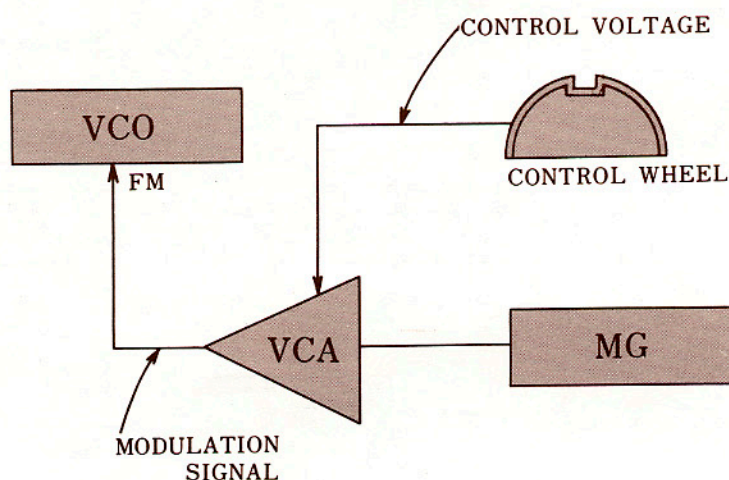 CONTROL VOLTAGE
VCO
CONTROL WHEEL
FM
VCA
MG
MODULATION
SIGNAL